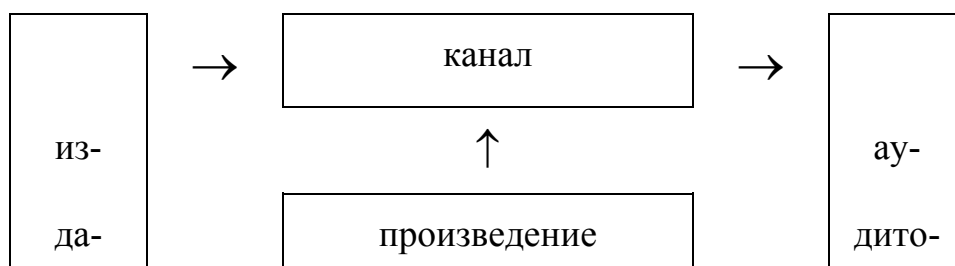 канал
из-
ау-
да-
произведение
дито-